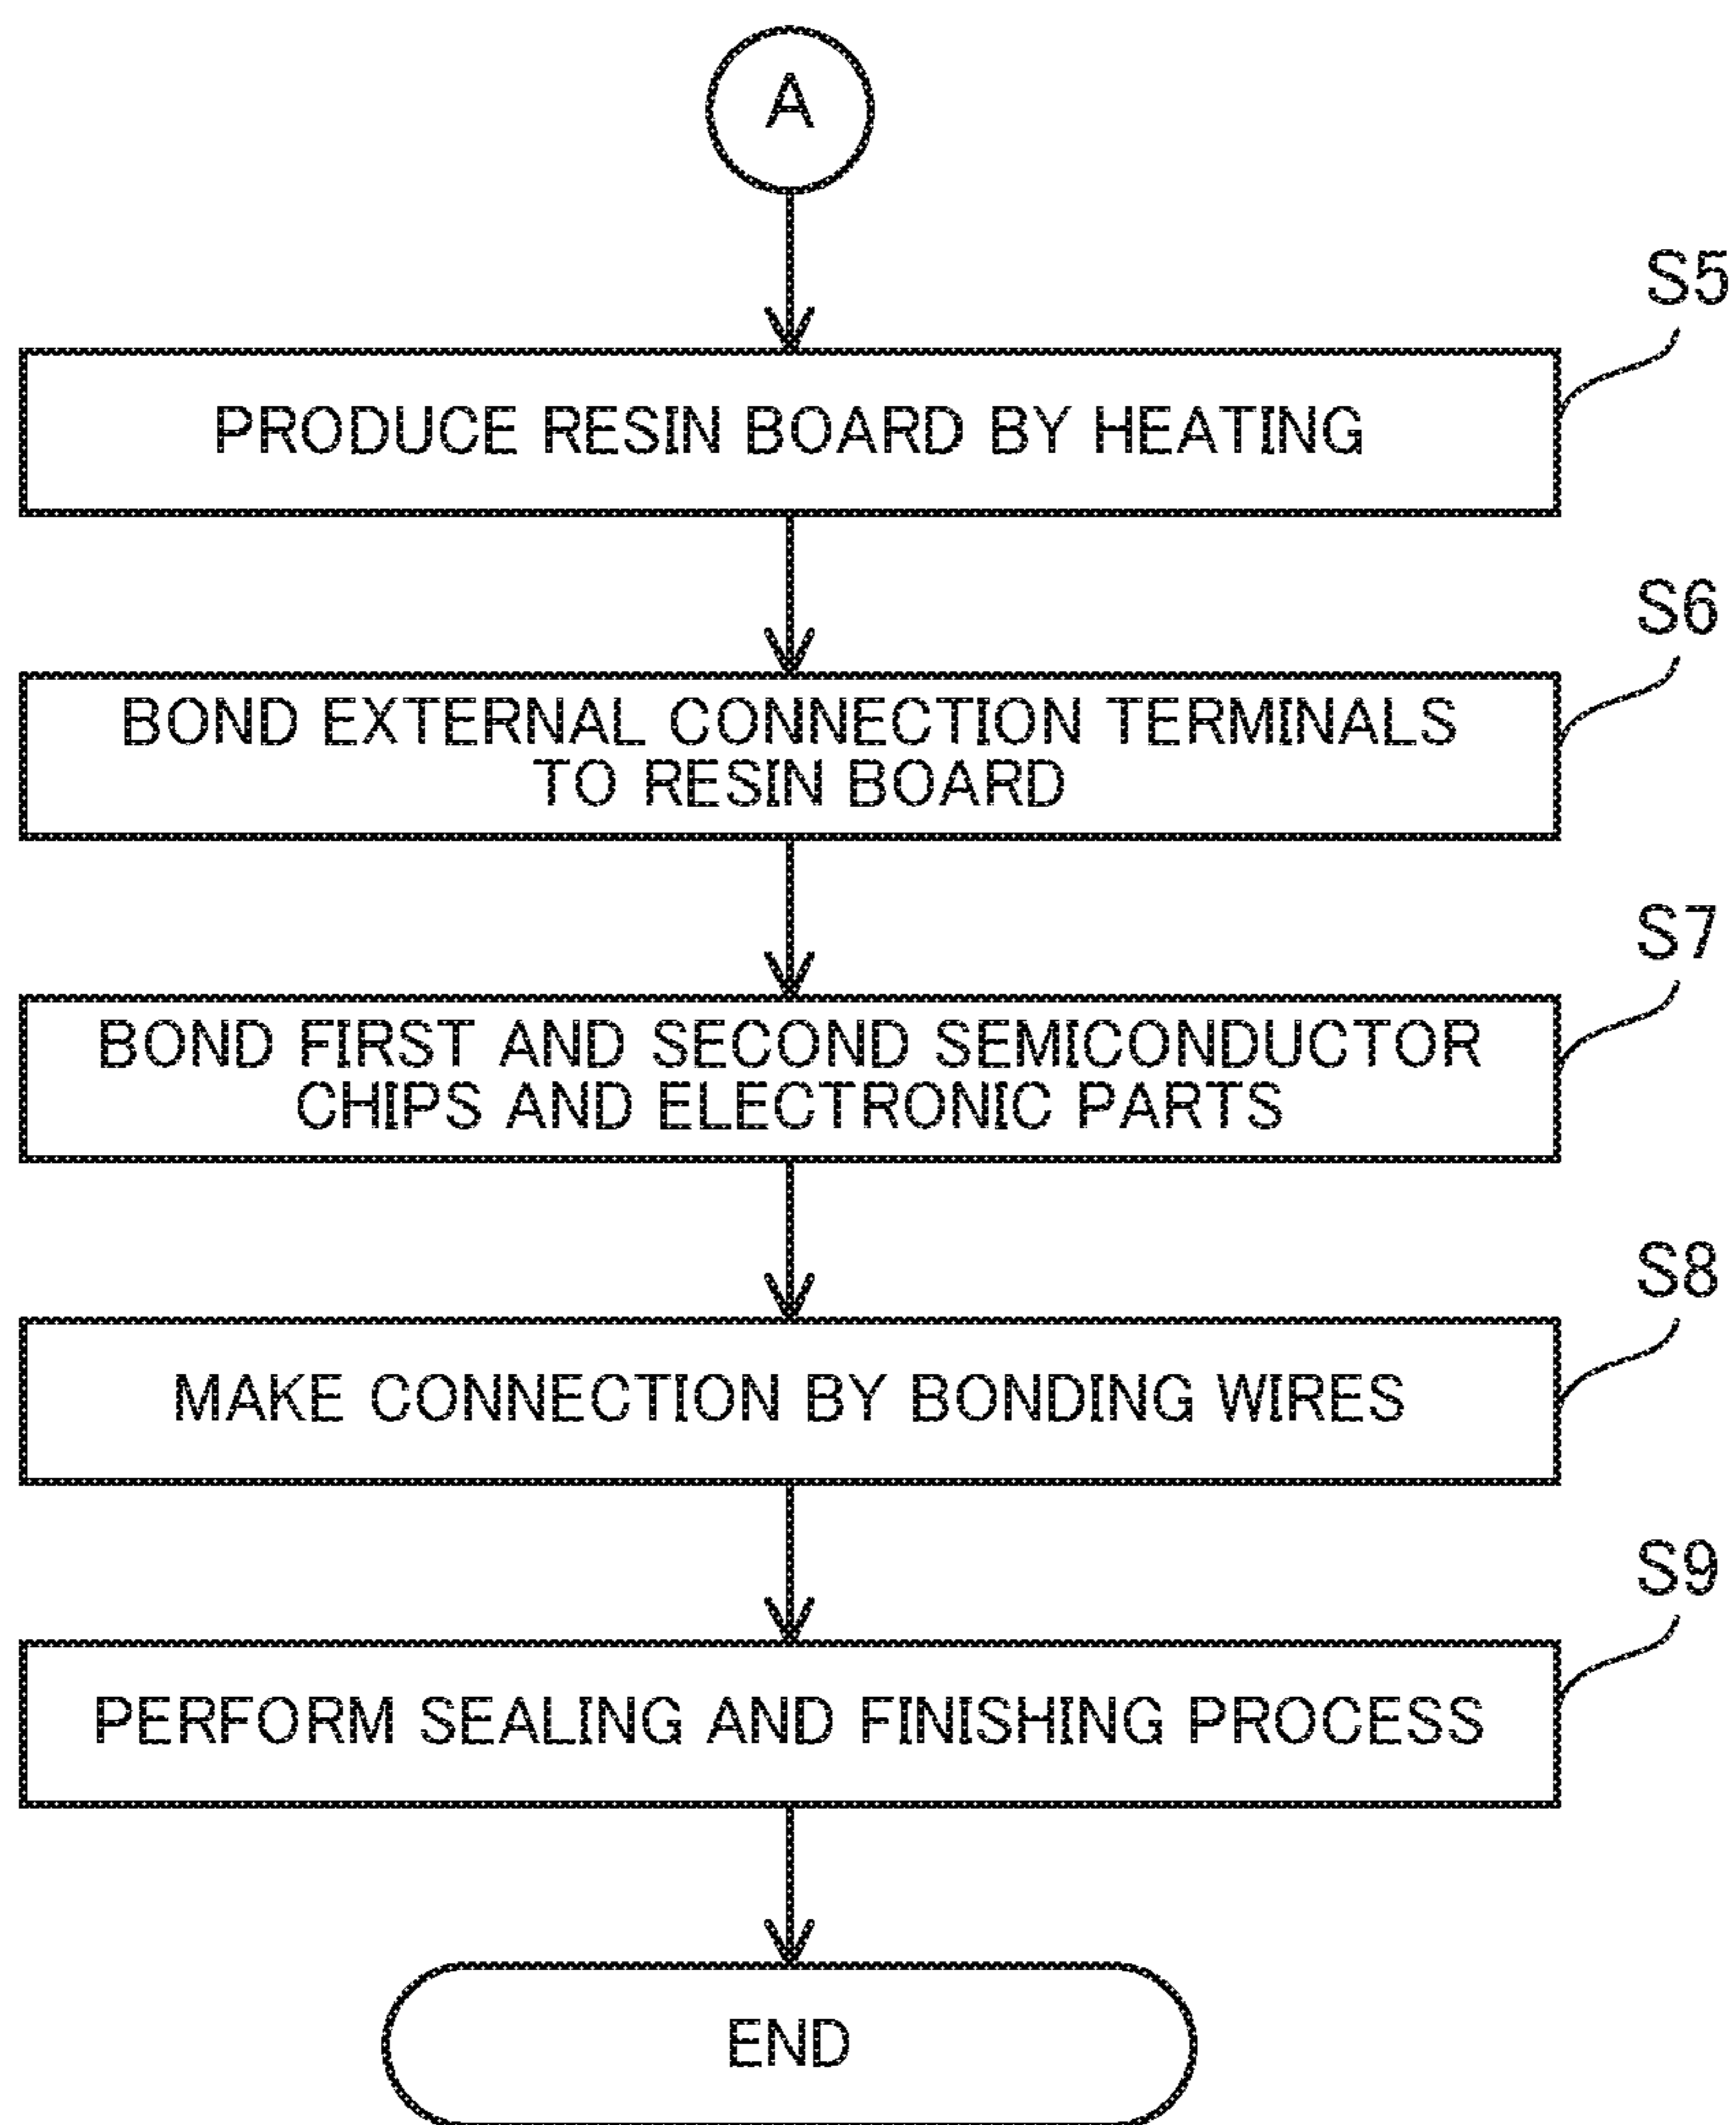 A
S5
PRODUCE RESIN BOARD BY HEATING
S6
BOND EXTERNAL CONNECTION TERMINALS
TO RESIN BOARD
S7
BOND FIRST AND SECOND SEMICONDUCTOR
CHIPS AND ELECTRONIC PARTS
S8
MAKE CONNECTION BY BONDING WIRES
S9
PERFORM SEALING AND FINISHING PROCESS
END